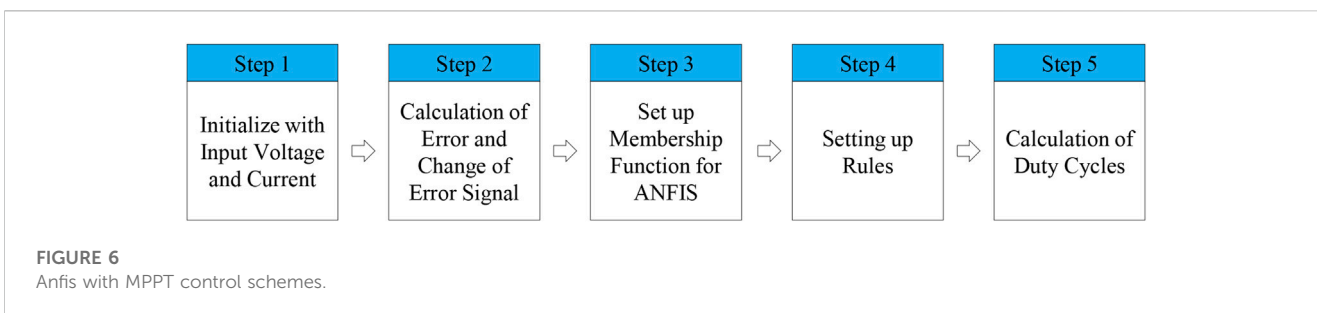 Step 1
Initialize with
Input Voltage
and Current
Step 2
Calculation of
Error and
Change of
Error Signal
Step 3
Set up
Membership
Function for
ANFIS
Step 4
Setting up
Rules
Step 5
Calculation of
Duty Cycles
FIGURE 6
Anfis with MPPT control schemes.